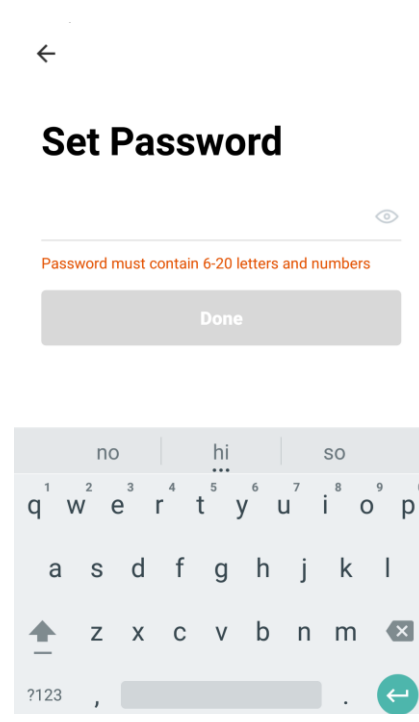 Set Password
Password must contain 6-20 letters and numbers
Done
no hi so
1 2 3 4 5 6 7 8 9
q w e r t y u i o p
a s d f g h j k l
z x c v b n m
?123 , .